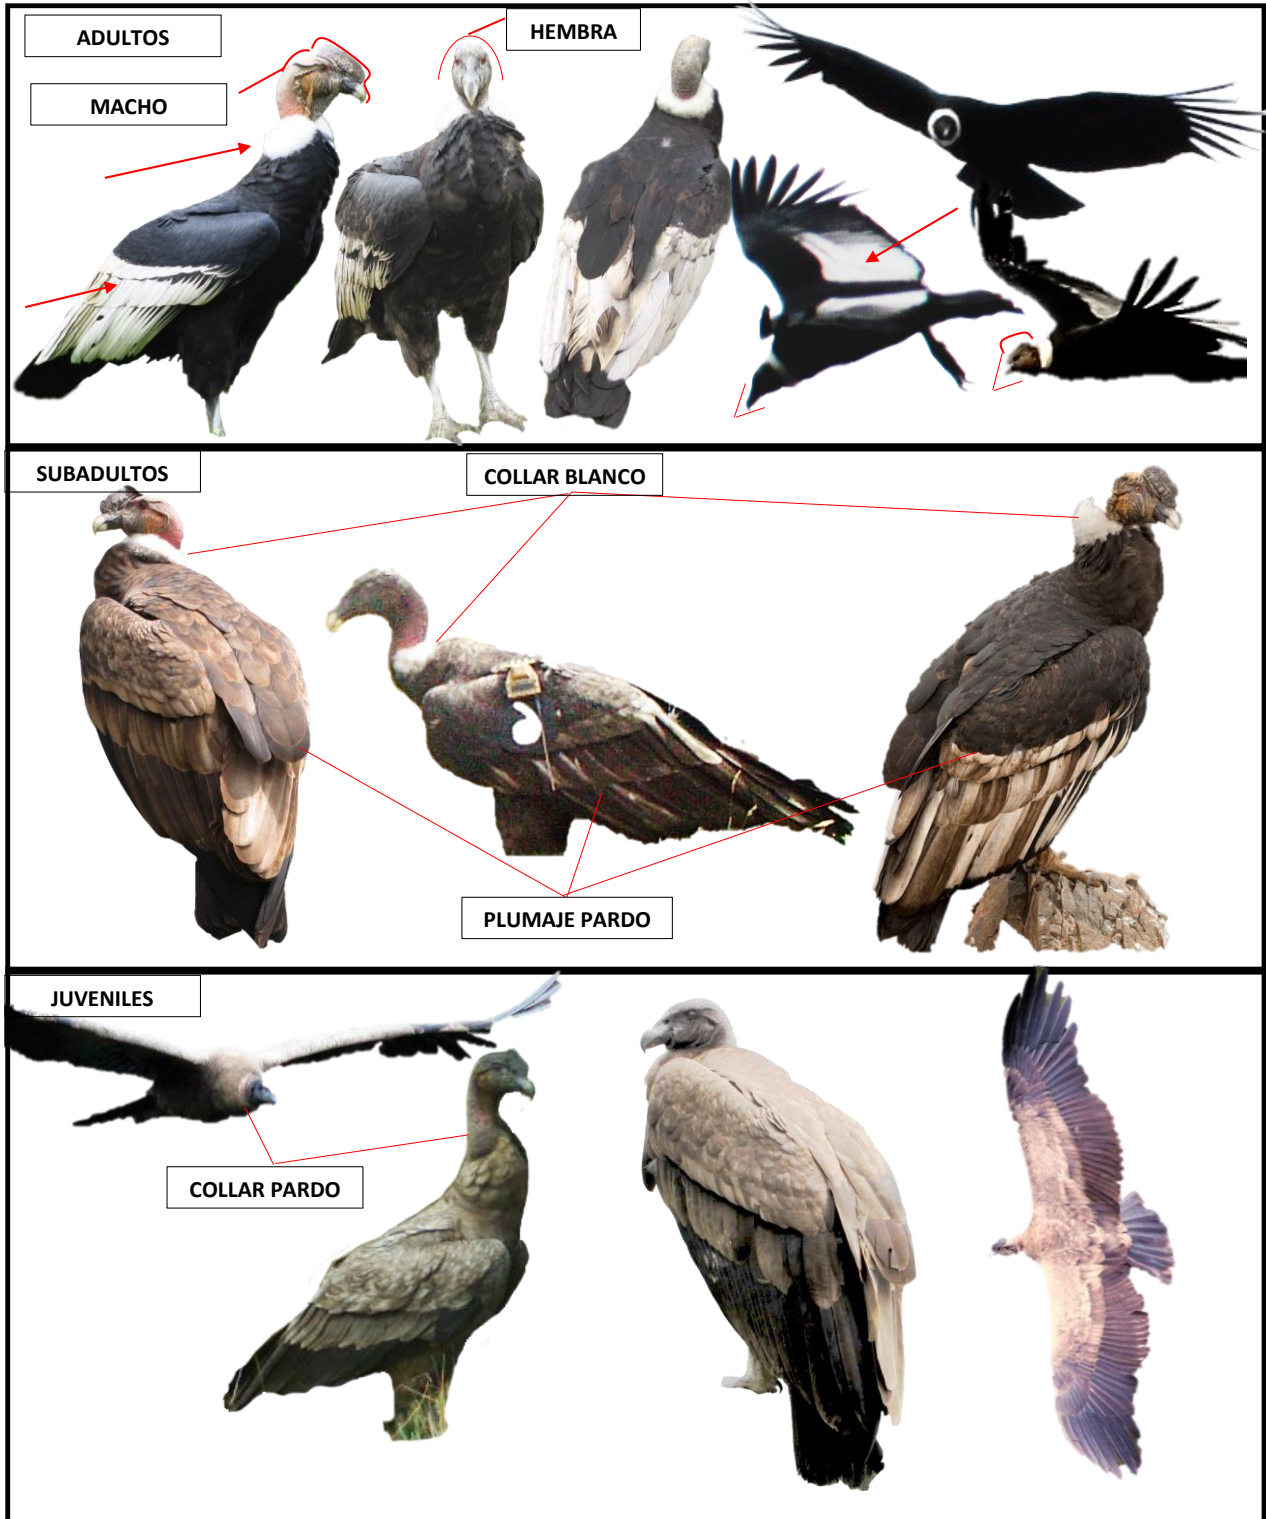 ADULTOS
HEMBRA
MACHO
SUBADULTOS
COLLAR BLANCO
PLUMAJE PARDO
JUVENILES
COLLAR PARDO